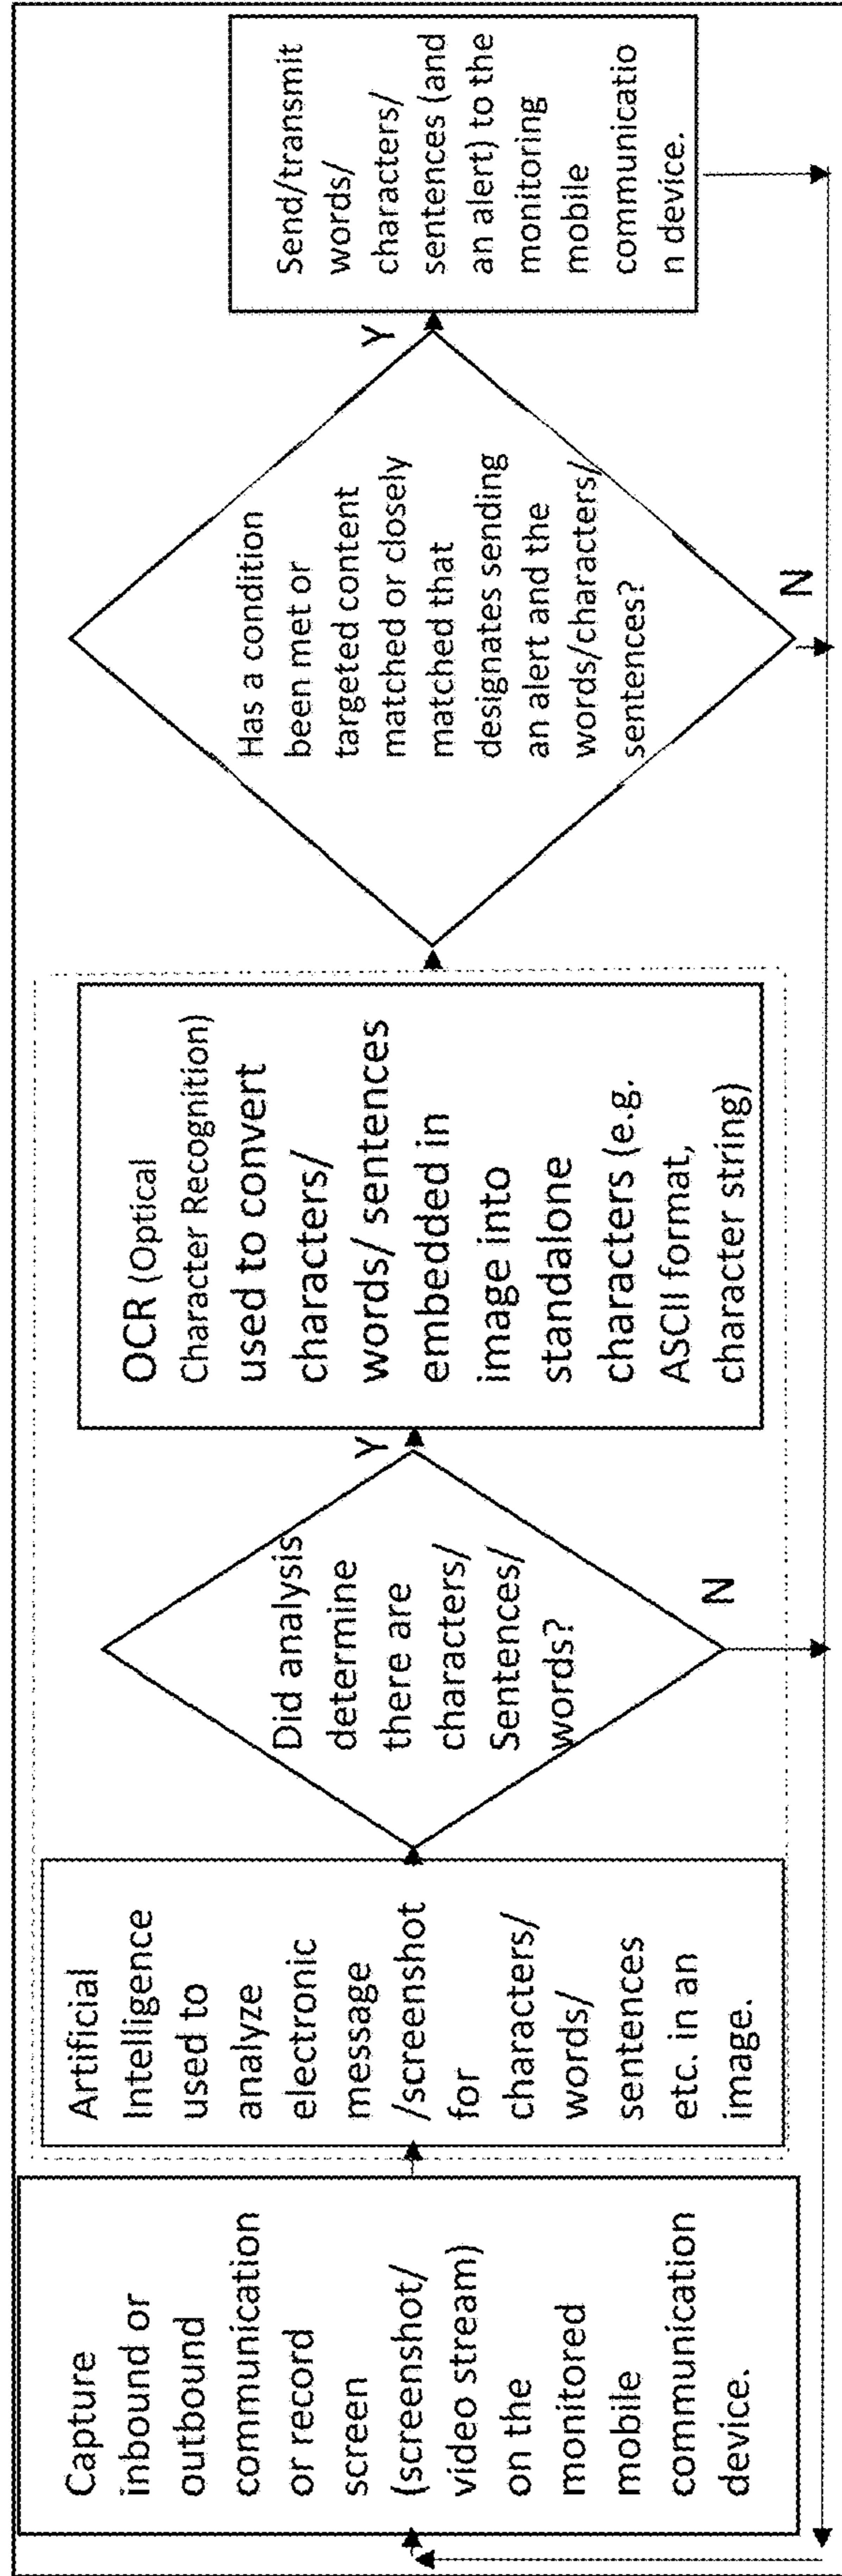 Capture
inbound or
outbound
communication
or record
screen
(screenshot/
video stream)
on the
monitored
mobile
communication
device.
Artificial
Intelligence
used to
analyze
electronic
message
/screenshot
for
characters/
words/
sentences
etc. in an
image.
Did analysis
determine
there are
characters/
Sentences/
words?
Y
N
OCR (Optical
Character Recognition)
used to convert
characters/
words/ sentences
embedded in
image into
standalone
characters (e.g.
ASCII format,
character string)
Has a condition
been met or
targeted content
matched or closely
matched that
designates sending
an alert and the
words/characters/
sentences?
Y
N
Send/transmit
words/
characters/
sentences (and
an alert) to the
monitoring
mobile
communicatio
n device.